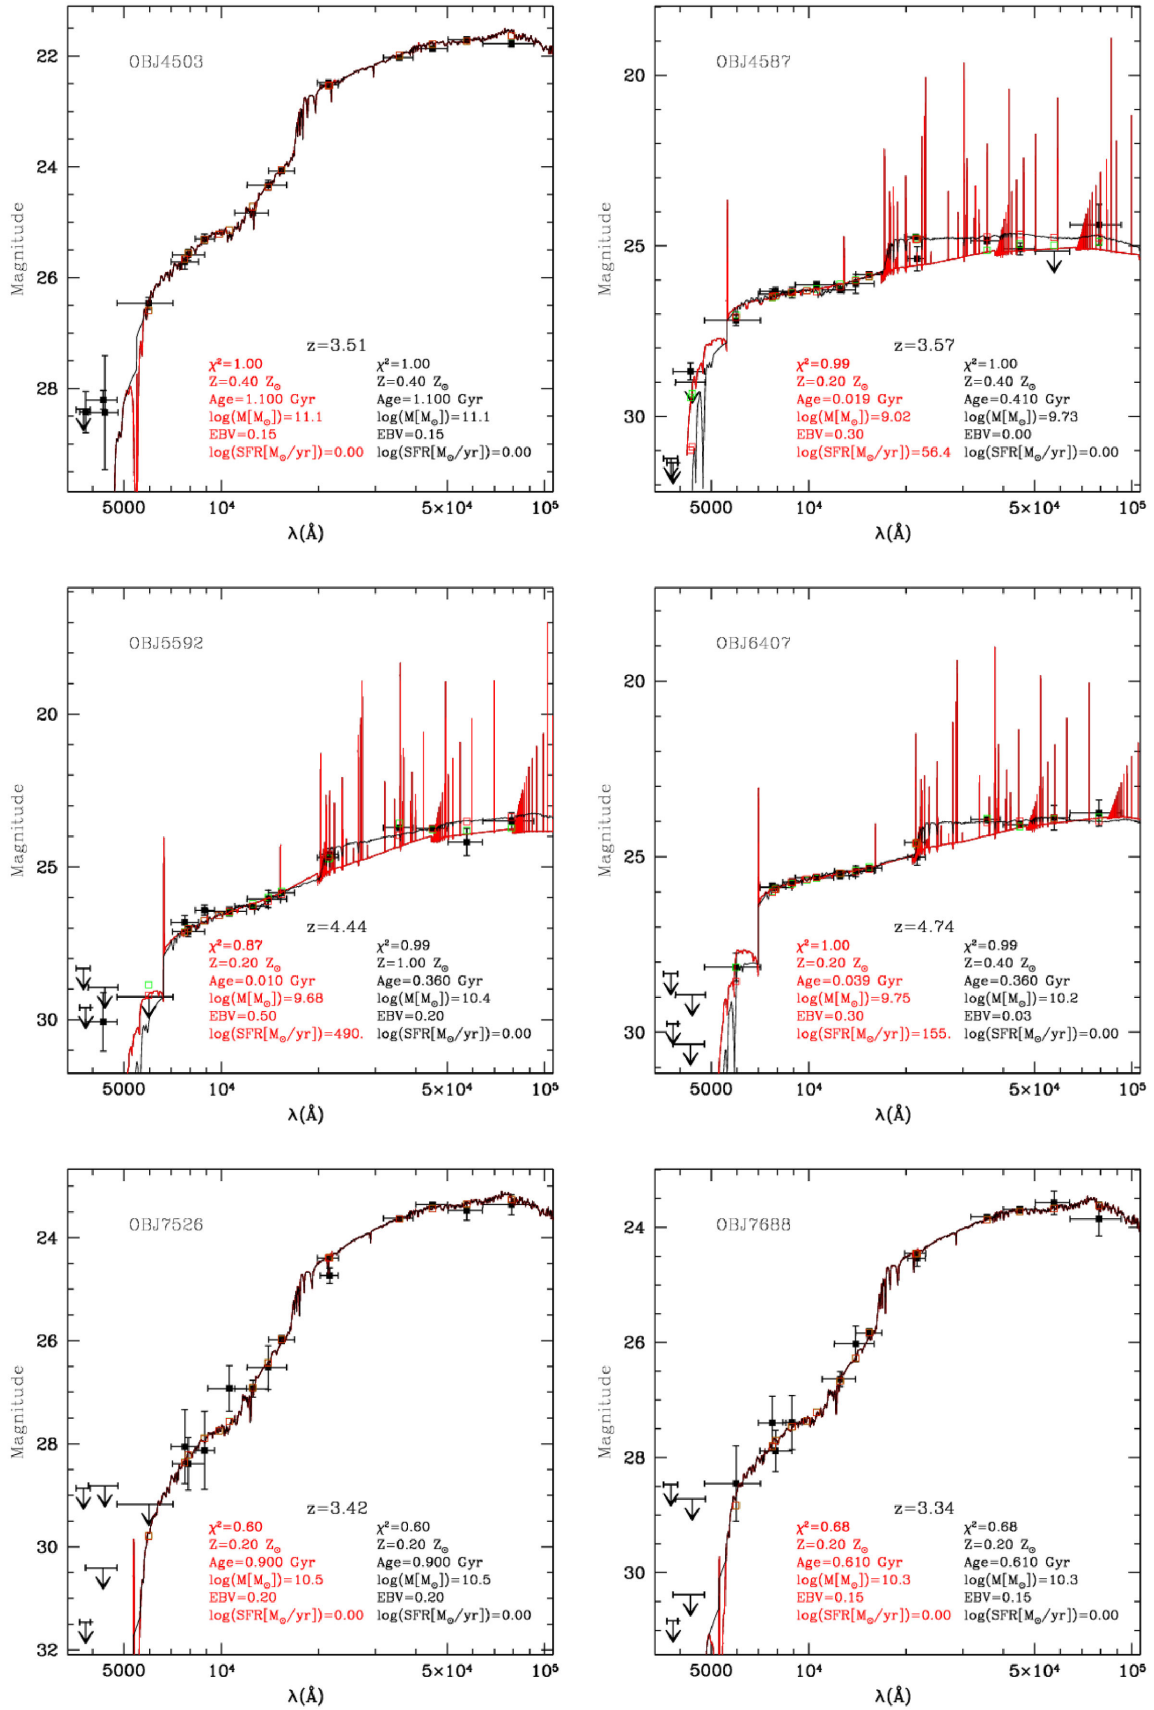 OBJ4503
Magnitude
22
24
26
28
z=3.51
χ²=1.00
Z=0.40 Z⊙
Age=1.100 Gyr
log(M[M⊙])=11.1
EBV=0.15
log(SFR[M⊙/yr])=0.00
χ²=1.00
Z=0.40 Z⊙
Age=1.100 Gyr
log(M[M⊙])=11.1
EBV=0.15
log(SFR[M⊙/yr])=0.00
5000 10⁴ 5×10⁴ 10⁵
λ(Å)
OBJ4587
Magnitude
20
25
30
z=3.57
χ²=0.99
Z=0.20 Z⊙
Age=0.019 Gyr
log(M[M⊙])=9.02
EBV=0.30
log(SFR[M⊙/yr])=56.4
χ²=1.00
Z=0.40 Z⊙
Age=0.410 Gyr
log(M[M⊙])=9.73
EBV=0.00
log(SFR[M⊙/yr])=0.00
5000 10⁴ 5×10⁴ 10⁵
λ(Å)
OBJ5592
Magnitude
20
25
30
z=4.44
χ²=0.87
Z=0.20 Z⊙
Age=0.010 Gyr
log(M[M⊙])=9.68
EBV=0.50
log(SFR[M⊙/yr])=490.
χ²=0.99
Z=1.00 Z⊙
Age=0.360 Gyr
log(M[M⊙])=10.4
EBV=0.20
log(SFR[M⊙/yr])=0.00
5000 10⁴ 5×10⁴ 10⁵
λ(Å)
OBJ6407
Magnitude
20
25
30
z=4.74
χ²=1.00
Z=0.20 Z⊙
Age=0.039 Gyr
log(M[M⊙])=9.75
EBV=0.30
log(SFR[M⊙/yr])=155.
χ²=0.99
Z=0.40 Z⊙
Age=0.360 Gyr
log(M[M⊙])=10.2
EBV=0.03
log(SFR[M⊙/yr])=0.00
5000 10⁴ 5×10⁴ 10⁵
λ(Å)
OBJ7526
Magnitude
24
26
28
30
32
z=3.42
χ²=0.60
Z=0.20 Z⊙
Age=0.900 Gyr
log(M[M⊙])=10.5
EBV=0.20
log(SFR[M⊙/yr])=0.00
χ²=0.60
Z=0.20 Z⊙
Age=0.900 Gyr
log(M[M⊙])=10.5
EBV=0.20
log(SFR[M⊙/yr])=0.00
5000 10⁴ 5×10⁴ 10⁵
λ(Å)
OBJ7688
Magnitude
24
26
28
30
z=3.34
χ²=0.68
Z=0.20 Z⊙
Age=0.610 Gyr
log(M[M⊙])=10.3
EBV=0.15
log(SFR[M⊙/yr])=0.00
χ²=0.68
Z=0.20 Z⊙
Age=0.610 Gyr
log(M[M⊙])=10.3
EBV=0.15
log(SFR[M⊙/yr])=0.00
5000 10⁴ 5×10⁴ 10⁵
λ(Å)